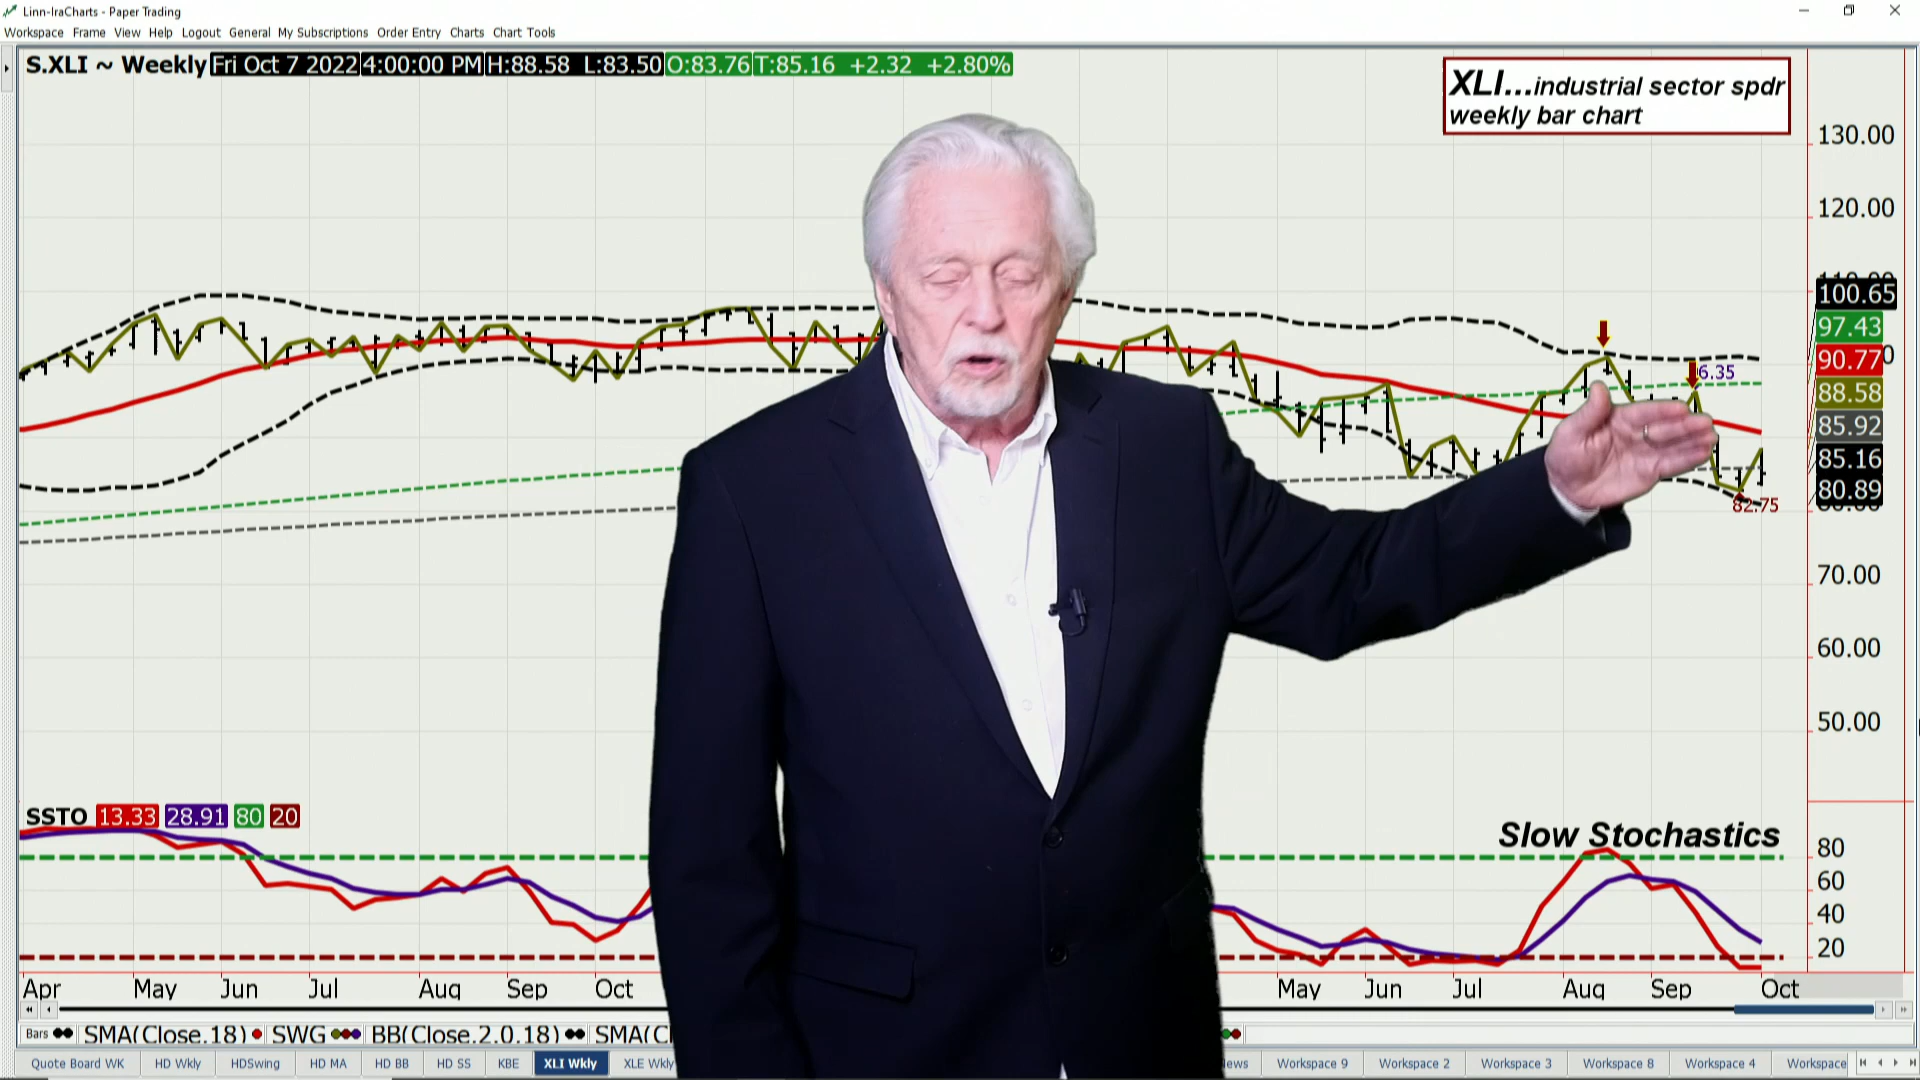 Linn-IraCharts - Paper Trading
Workspace Frame View Help Logout General My Subscriptions Order Entry Charts Chart Tools
S.XLI ~ Weekly Fri Oct 7 2022 4:00:00 PM H:88.58 L:83.50 O:83.76 T:85.16 +2.32 +2.80%
XLI...industrial sector spdr
weekly bar chart
130.00
120.00
100.65
97.43
90.77
6.35
88.58
85.92
85.16
80.89
82.75
70.00
60.00
50.00
SSTO 13.33 28.91 80 20
Slow Stochastics
80
60
40
20
Apr May Jun Jul Aug Sep Oct May Jun Jul Aug Sep Oct
Bars SMA(Close,18) SWG BB(Close,2.0,18) SMA(Cl
Quote Board WK HD Wkly HDSwing HD MA HD BB HD SS KBE XLI Wkly XLE Wkly Workspace 9 Workspace 2 Workspace 3 Workspace 8 Workspace 4 Workspace